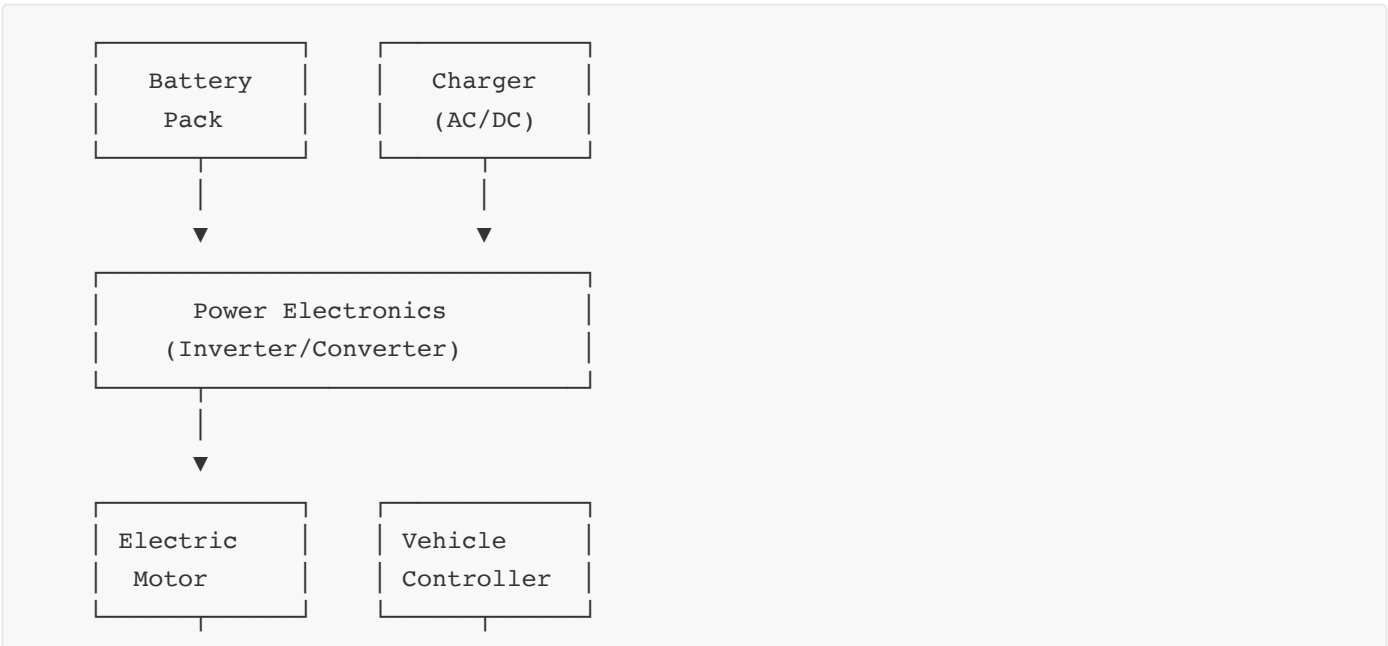 Battery Charger
Pack (AC/DC)
Power Electronics
(Inverter/Converter)
Electric Vehicle
Motor Controller